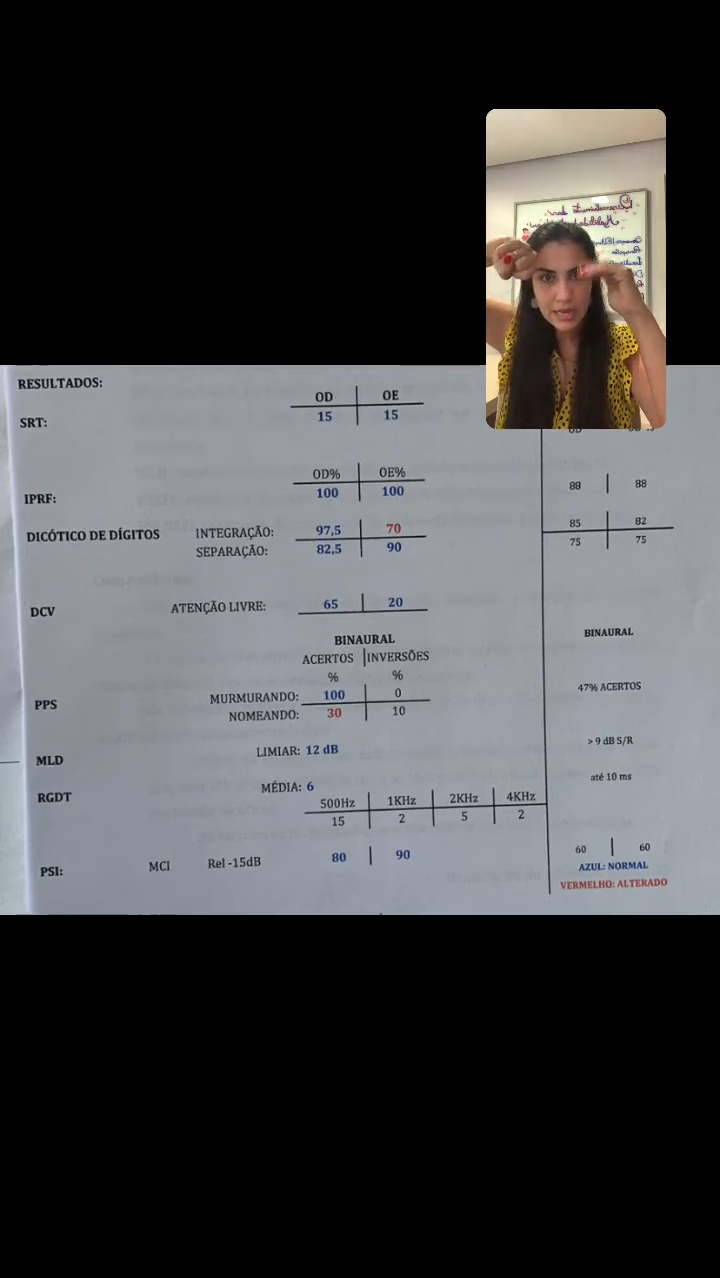 RESULTADOS:
OD OE
SRT: 15 15
OD% OE%
IPRF: 100 100 88 88
DICÓTICO DE DÍGITOS INTEGRAÇÃO: 97,5 70 85 82
SEPARAÇÃO: 82,5 90 75 75
DCV ATENÇÃO LIVRE: 65 20
BINAURAL BINAURAL
ACERTOS INVERSÕES
% %
PPS MURMURANDO: 100 0 47% ACERTOS
NOMEANDO: 30 10
MLD LIMIAR: 12 dB > 9 dB S/R
RGDT MÉDIA: 6 até 10 ms
500Hz 1KHz 2KHz 4KHz
15 2 5 2
PSI: MCI Rel -15dB 80 90 60 60
AZUL: NORMAL
VERMELHO: ALTERADO